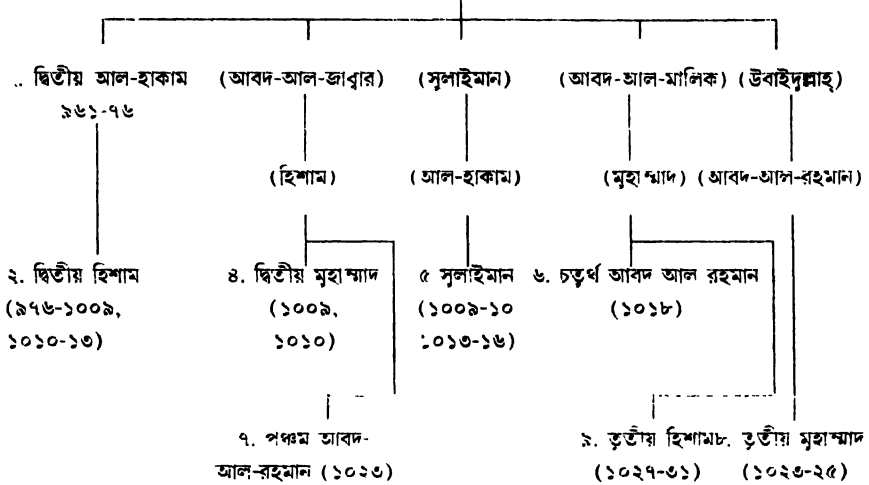 .. দ্বিতীয় আল-হাকাম (আবদ-আল-জাব্বার) (সুলাইমান) (আবদ-আল-মালিক) (উবাইদুল্লাহ্)
৯৬১-৭৬
(হিশাম) (আল-হাকাম) (মুহাম্মাদ) (আবদ-আল-রহমান)
২. দ্বিতীয় হিশাম ৪. দ্বিতীয় মুহাম্মাদ ৫ সুলাইমান ৬. চতুর্থ আবদ আল রহমান
(৯৭৬-১০০৯, (১০০৯, (১০০৯-১০ (১০১৮)
১০১০-১৩) ১০১০) ১০১৩-১৬)
৭. পঞ্চম আবদ- ৯. তৃতীয় হিশাম ৮. তৃতীয় মুহাম্মাদ
আল-রহমান (১০২৩) (১০২৭-৩১) (১০২৩-২৫)